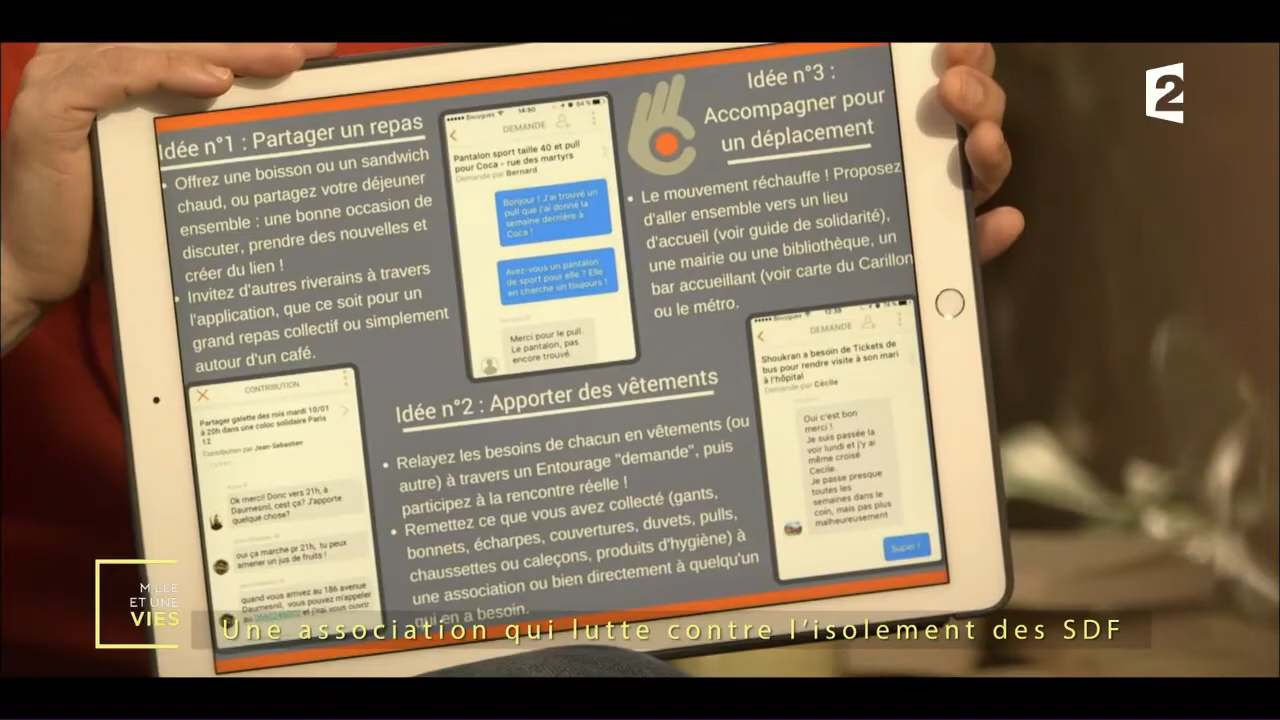 2
Idée n°1 : Partager un repas
• Offrez une boisson ou un sandwich
chaud, ou partagez votre déjeuner
ensemble : une bonne occasion de
discuter, prendre des nouvelles et
créer du lien !
• Invitez d'autres riverains à travers
l'application, que ce soit pour un
grand repas collectif ou simplement
autour d'un café.
CONTRIBUTION
Partager galette des rois mardi 10/01
à 20h dans une coloc solidaire Paris
12
Contribution par Jean-Sebastien
Ok merci! Donc vers 21h, à
Daumesnil, cest ça? J'apporte
quelque chose?
oui ça marche pr 21h, tu peux
amener un jus de fruits !
quand vous arrivez au 186 avenue
Daumesnil, vous pouvez m'appeler
au et j'irai vous ouvrir
Bouygues 14:50 84 %
DEMANDE
Pantalon sport taille 40 et pull
pour Coca - rue des martyrs
Demande par Bernard
Bonjour ! J'ai trouvé un
pull que j'ai donné la
semaine dernière à
Coca !
Avez-vous un pantalon
de sport pour elle ? Elle
en cherche un toujours !
Merci pour le pull.
Le pantalon, pas
encore trouvé.
Idée n°2 : Apporter des vêtements
• Relayez les besoins de chacun en vêtements (ou
autre) à travers un Entourage "demande", puis
participez à la rencontre réelle !
• Remettez ce que vous avez collecté (gants,
bonnets, écharpes, couvertures, duvets, pulls,
chaussettes ou caleçons, produits d'hygiène) à
une association ou bien directement à quelqu'un
qui en a besoin.
Idée n°3 :
Accompagner pour
un déplacement
• Le mouvement réchauffe ! Proposez
d'aller ensemble vers un lieu
d'accueil (voir guide de solidarité),
une mairie ou une bibliothèque, un
bar accueillant (voir carte du Carillon
ou le métro.
Bouygues
DEMANDE
Shoukran a besoin de Tickets de
bus pour rendre visite à son mari
à l'hôpital
Demande par Cécile
Oui c'est bon
merci !
Je suis passée la
voir lundi et j'y ai
même croisé
Cecile.
Je passe presque
toutes les
semaines dans le
coin, mais pas plus
malheureusement
Super !
MILLE
ET UNE
VIES
Une association qui lutte contre l'isolement des SDF